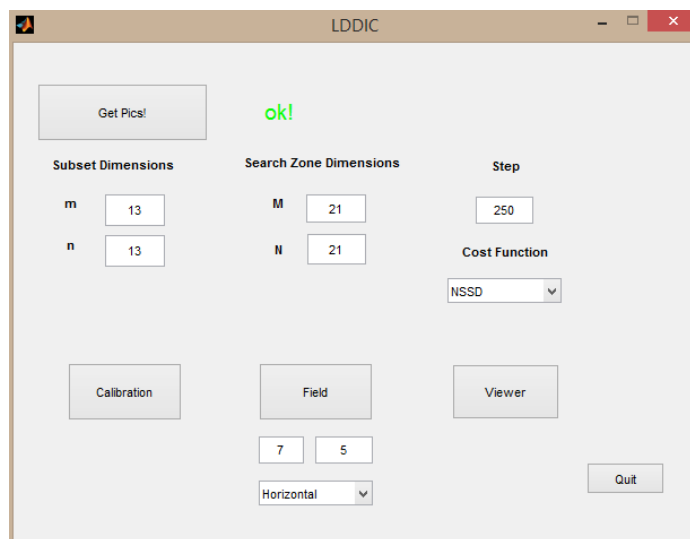 LDDIC
Get Pics!
ok!
Subset Dimensions
Search Zone Dimensions
Step
m
13
M
21
250
n
13
N
21
Cost Function
NSSD
Calibration
Field
Viewer
7
5
Horizontal
Quit